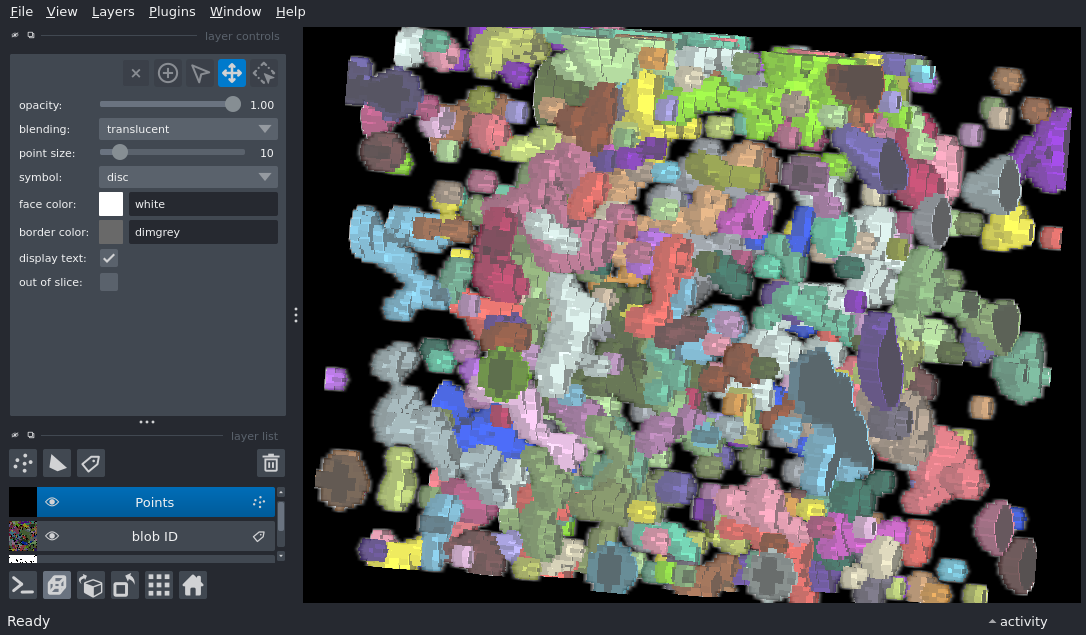 File View Layers Plugins Window Help
layer controls
opacity: 1.00
blending: translucent
point size: 10
symbol: disc
face color: white
border color: dimgrey
display text:
out of slice:
layer list
Points
blob ID
Ready
activity